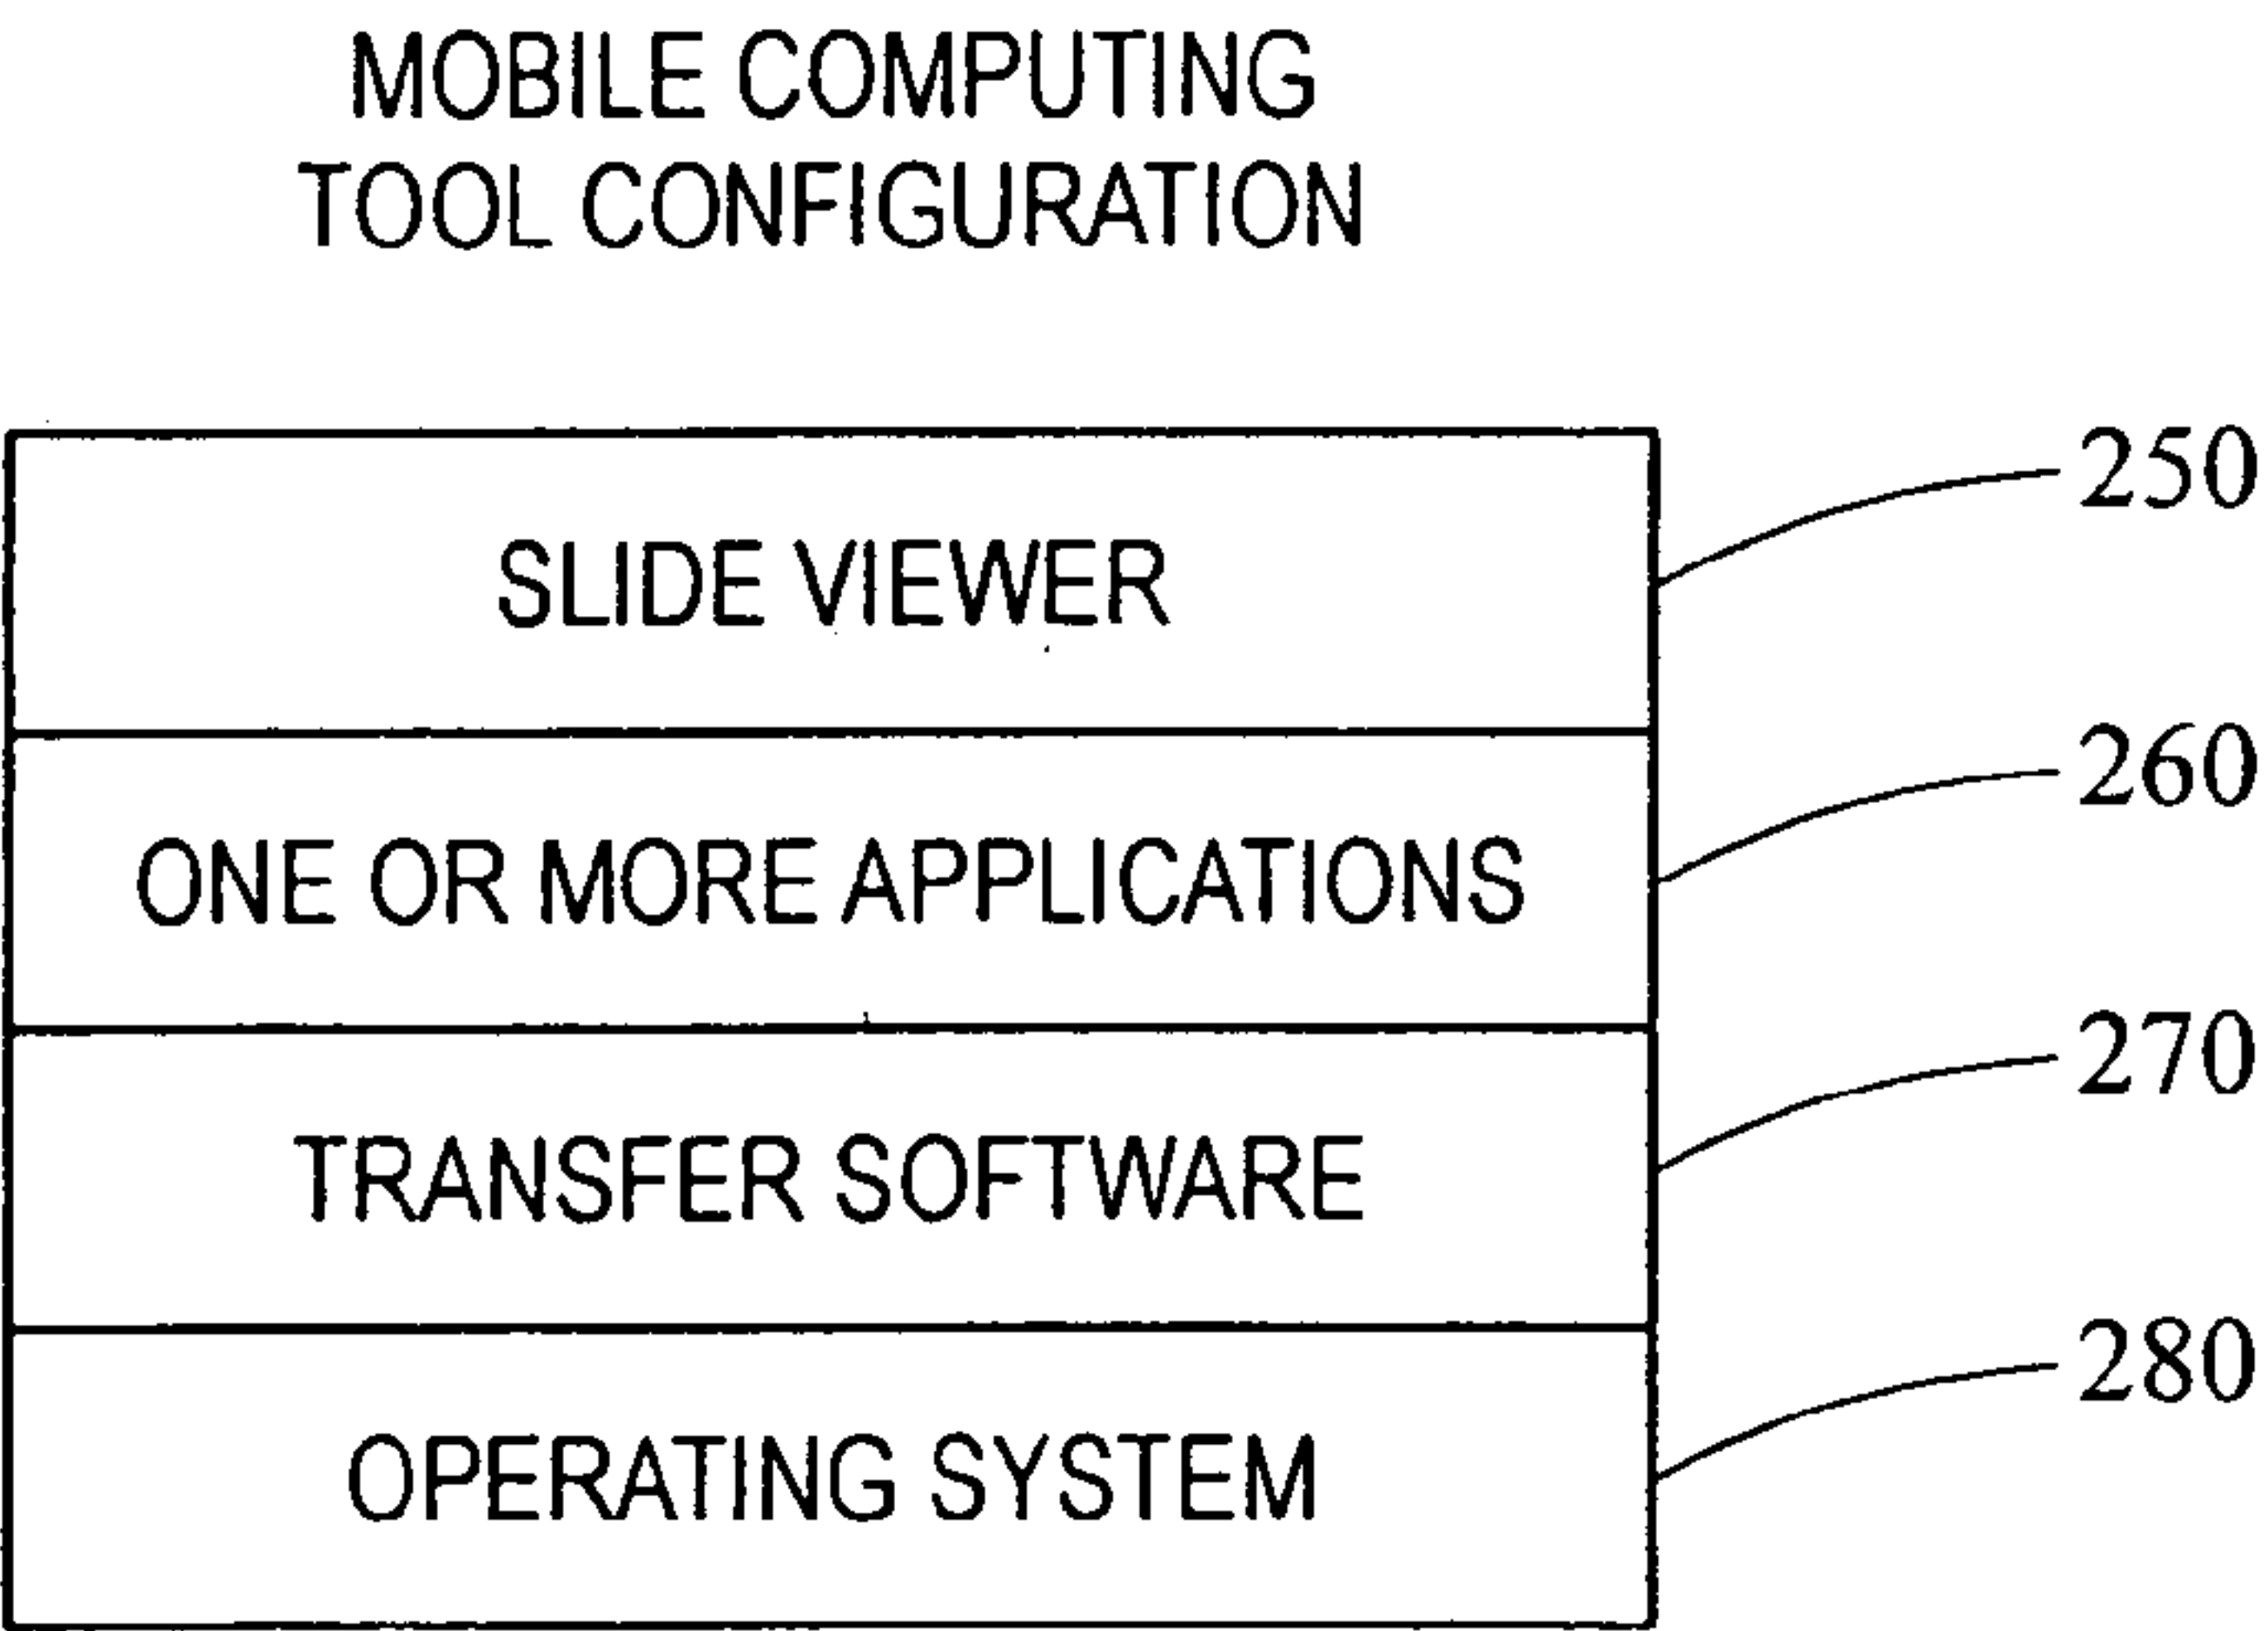 MOBILE COMPUTING
TOOL CONFIGURATION
SLIDE VIEWER
250
ONE OR MORE APPLICATIONS
260
TRANSFER SOFTWARE
270
OPERATING SYSTEM
280